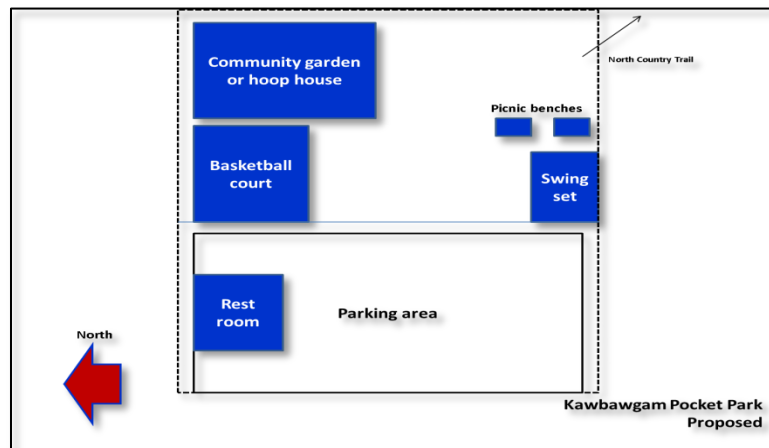 Community garden
or hoop house
North Country Trail
Picnic benches
Basketball
court
Swing
set
Rest
room
Parking area
North
Kawbawgam Pocket Park
Proposed